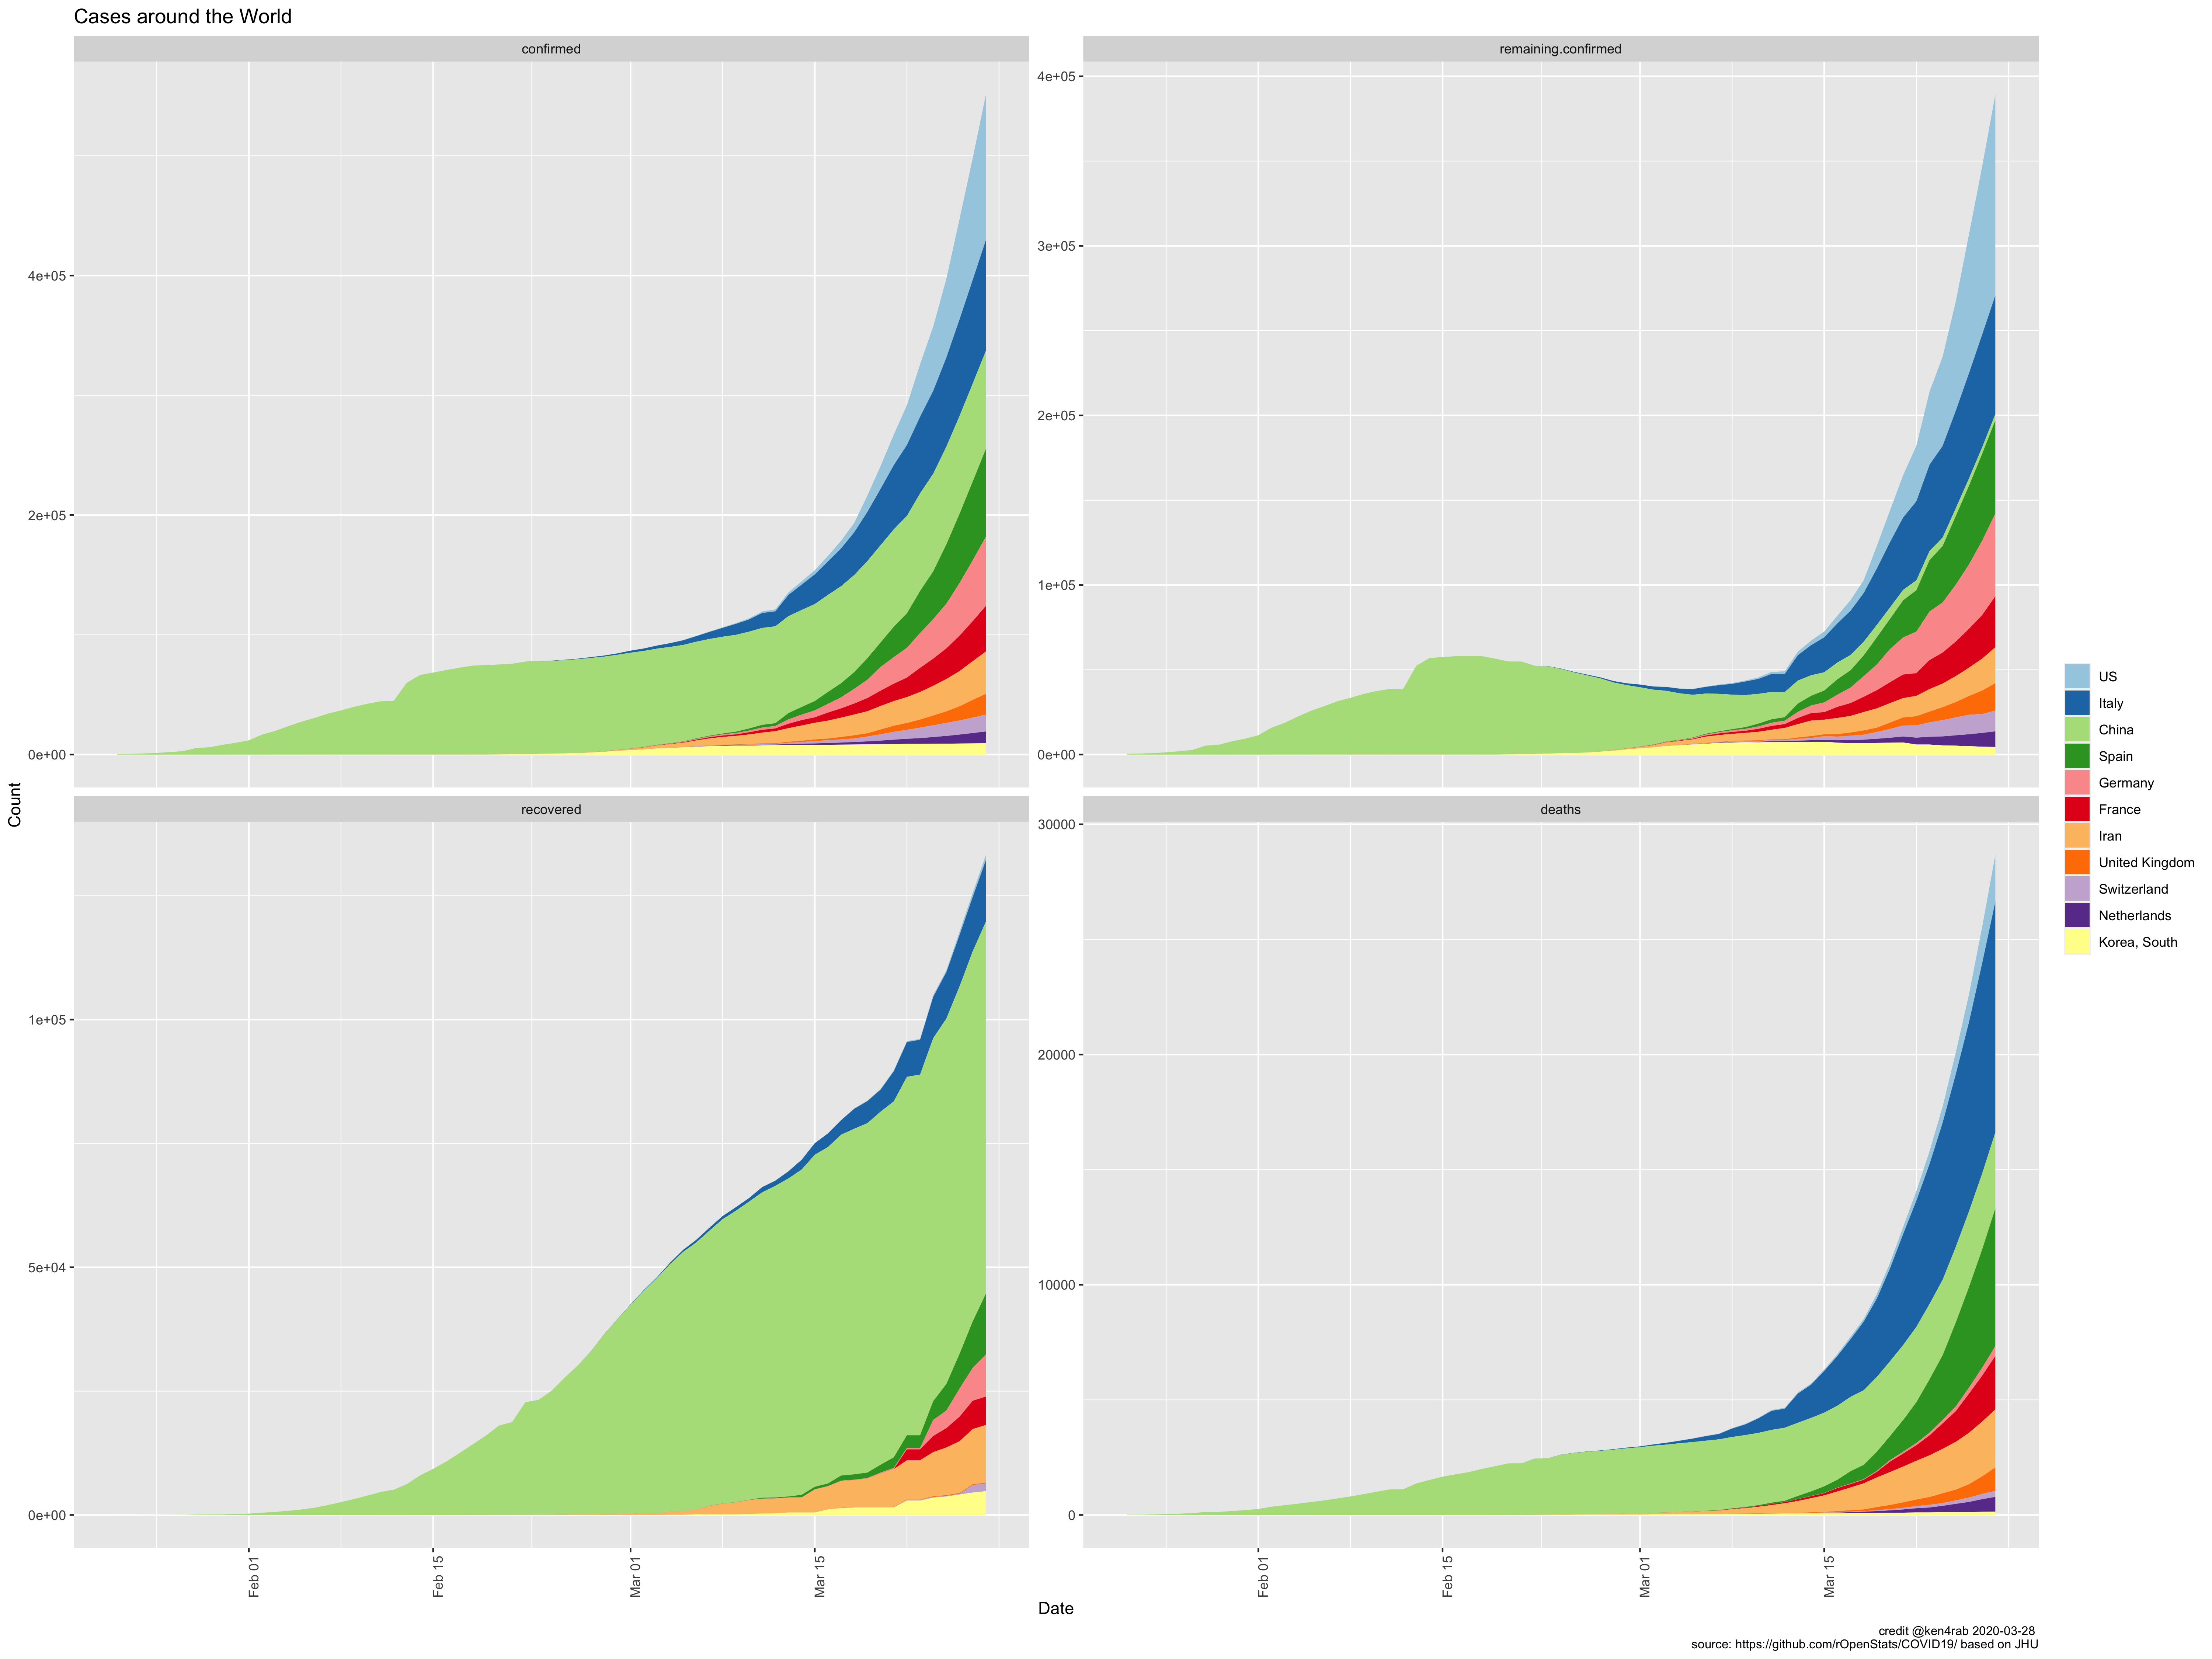 Cases around the World
confirmed
remaining.confirmed
4e+05
2e+05
0e+00
4e+05
3e+05
2e+05
1e+05
0e+00
Count
recovered
deaths
1e+05
5e+04
0e+00
30000
20000
10000
0
Feb 01
Feb 15
Mar 01
Mar 15
Feb 01
Feb 15
Mar 01
Mar 15
Date
US
Italy
China
Spain
Germany
France
Iran
United Kingdom
Switzerland
Netherlands
Korea, South
credit @ken4rab 2020-03-28
source: https://github.com/rOpenStats/COVID19/ based on JHU